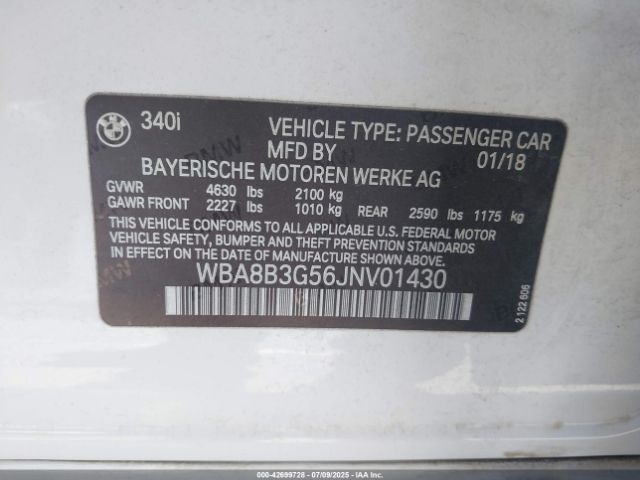 340i
VEHICLE TYPE: PASSENGER CAR
MFD BY 01/18
BAYERISCHE MOTOREN WERKE AG
GVWR 4630 lbs 2100 kg
GAWR FRONT 2227 lbs 1010 kg REAR 2590 lbs 1175 kg
THIS VEHICLE CONFORMS TO ALL APPLICABLE U.S. FEDERAL MOTOR
VEHICLE SAFETY, BUMPER AND THEFT PREVENTION STANDARDS IN
EFFECT ON THE DATE OF MANUFACTURE SHOWN ABOVE.
WBA8B3G56JNV01430
2 122 606
000-42699728 - 07/09/2025 - IAAI.COM